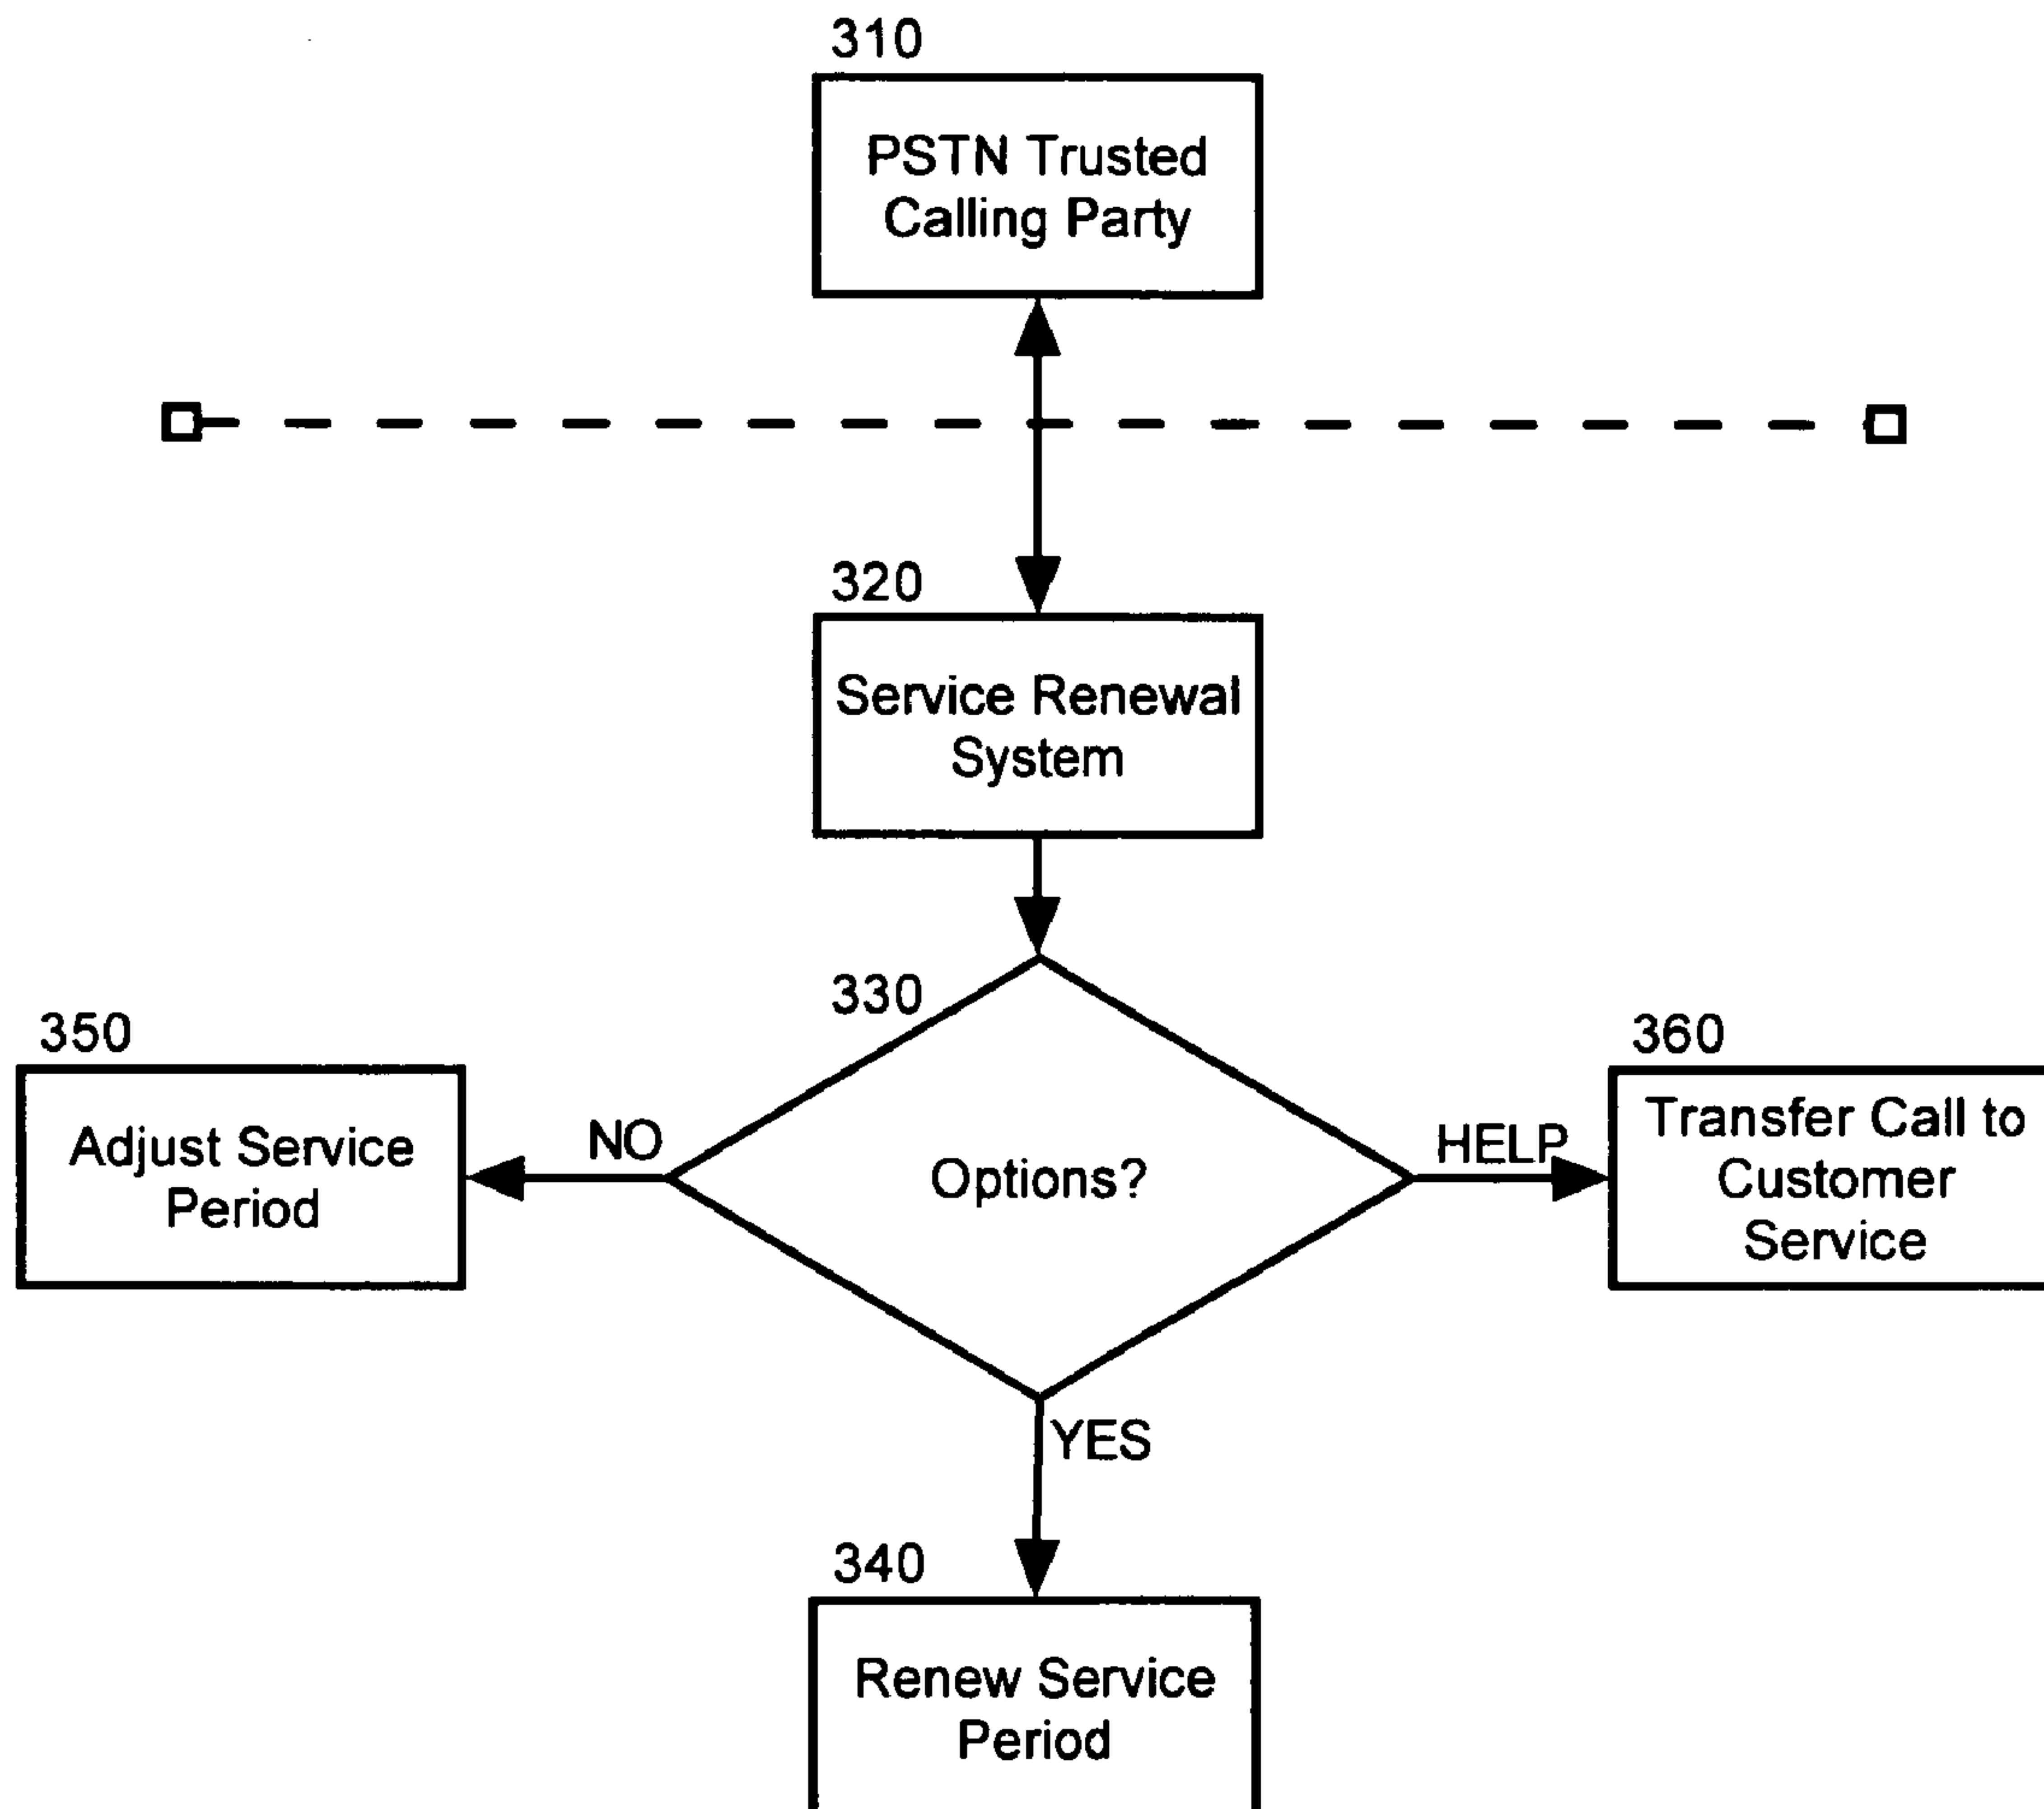 310
PSTN Trusted
Calling Party
320
Service Renewal
System
330
350
360
Adjust Service
Period
NO
Options?
HELP
Transfer Call to
Customer
Service
YES
340
Renew Service
Period